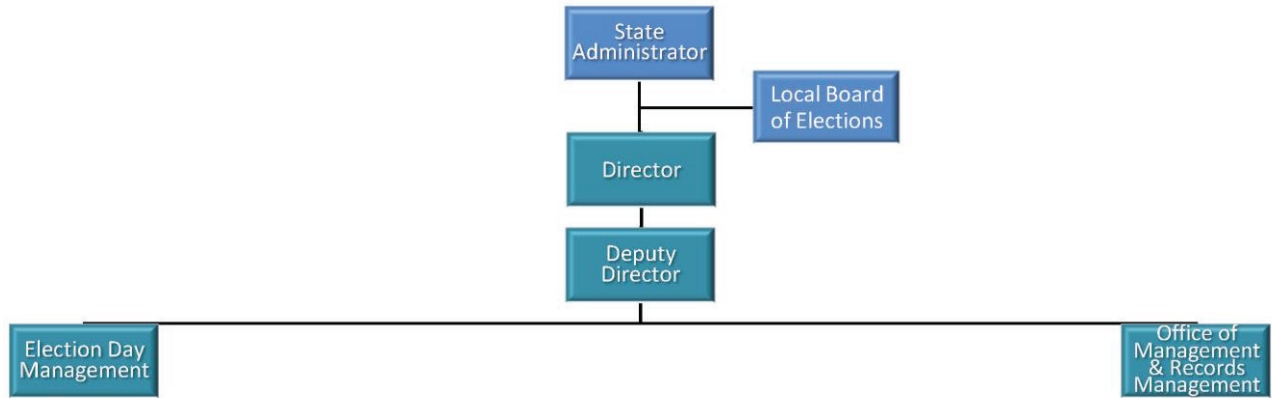 State
Administrator
Local Board
of Elections
Director
Deputy
Director
Election Day
Management
Office of
Management
& Records
Management